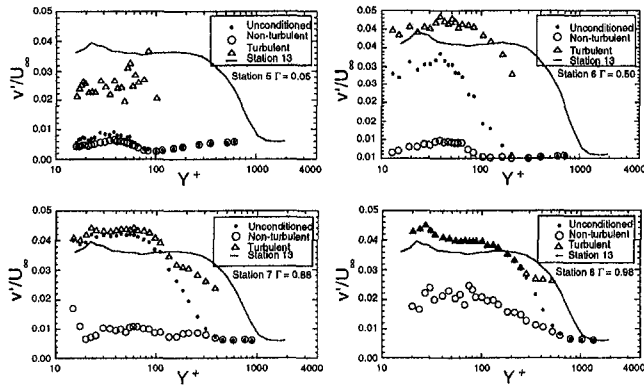 0.05
0.04
0.03
0.02
0.01
0.00
v'/U∞
Unconditioned
Non-turbulent
Turbulent
Station 13
Station 5 Γ = 0.05
10 100 1000 4000
Y+
0.05
0.04
0.03
0.02
0.01
0.01
v'/U∞
Unconditioned
Non-turbulent
Turbulent
Station 13
Station 6 Γ = 0.50
10 100 1000 4000
Y+
0.05
0.04
0.03
0.02
0.01
0.00
v'/U∞
Unconditioned
Non-turbulent
Turbulent
Station 13
Station 7 Γ = 0.88
10 100 1000 4000
Y+
0.05
0.04
0.03
0.02
0.01
0.00
v'/U∞
Unconditioned
Non-turbulent
Turbulent
Station 13
Station 8 Γ = 0.98
10 100 1000 4000
Y+